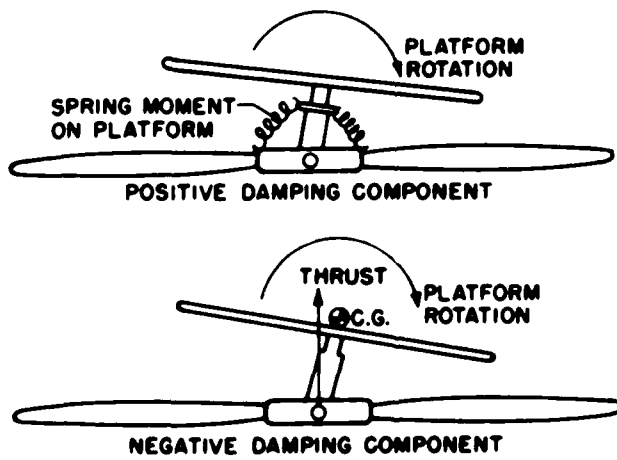 PLATFORM
ROTATION
SPRING MOMENT
ON PLATFORM
POSITIVE DAMPING COMPONENT
THRUST
C.G.
PLATFORM
ROTATION
NEGATIVE DAMPING COMPONENT